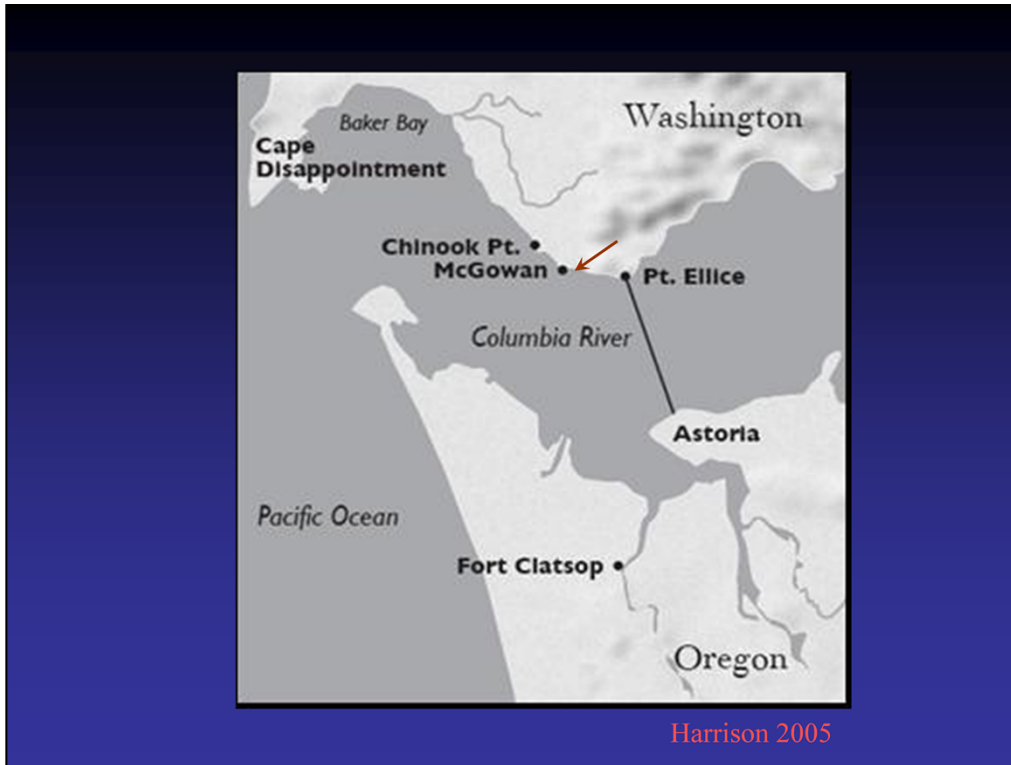 Washington
Baker Bay
Cape
Disappointment
Chinook Pt.
McGowan
Pt. Ellice
Columbia River
Astoria
Pacific Ocean
Fort Clatsop
Oregon
Harrison 2005